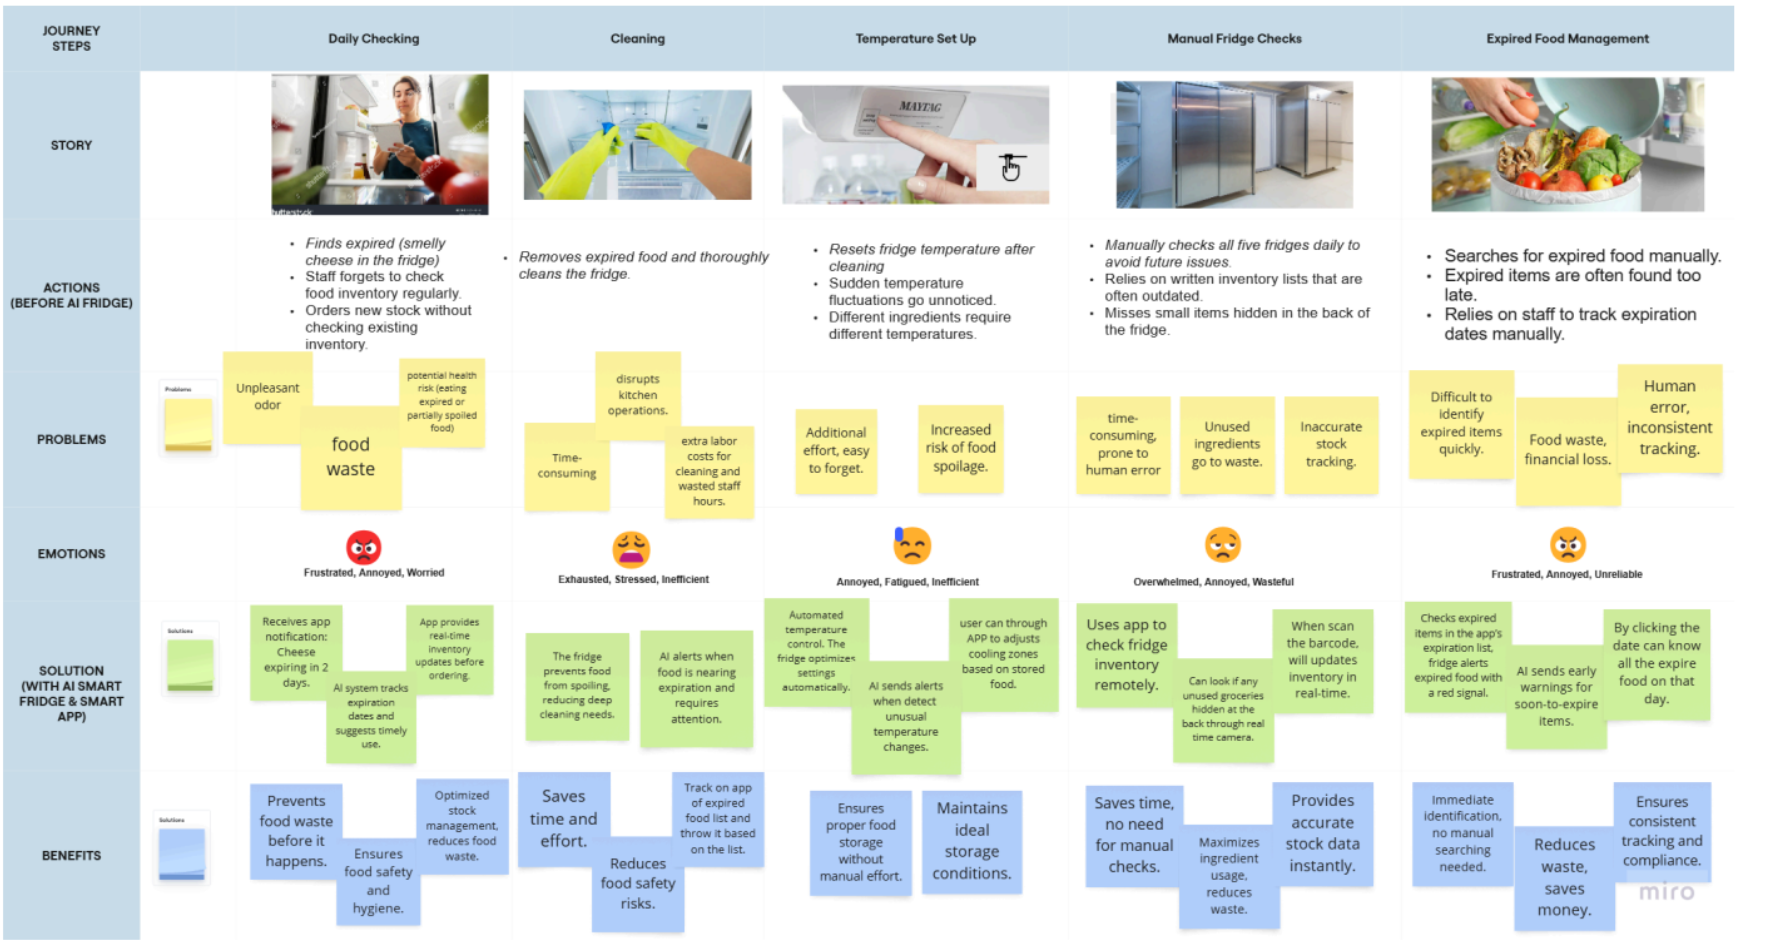 JOURNEY
STEPS
Daily Checking
Cleaning
Temperature Set Up
Manual Fridge Checks
Expired Food Management
STORY
MAYTAG
ACTIONS
(BEFORE AI FRIDGE)
• Finds expired (smelly
cheese in the fridge)
• Staff forgets to check
food inventory regularly.
• Orders new stock without
checking existing
inventory.
• Removes expired food and thoroughly
cleans the fridge.
• Resets fridge temperature after
cleaning
• Sudden temperature
fluctuations go unnoticed.
• Different ingredients require
different temperatures.
• Manually checks all five fridges daily to
avoid future issues.
• Relies on written inventory lists that are
often outdated.
• Misses small items hidden in the back of
the fridge.
• Searches for expired food manually.
• Expired items are often found too
late.
• Relies on staff to track expiration
dates manually.
PROBLEMS
Problems
Unpleasant
odor
food
waste
potential health
risk (eating
expired or
partially spoiled
food)
Time-
consuming
disrupts
kitchen
operations.
extra labor
costs for
cleaning and
wasted staff
hours.
Additional
effort, easy
to forget.
Increased
risk of food
spoilage.
time-
consuming,
prone to
human error
Unused
ingredients
go to waste.
Inaccurate
stock
tracking.
Difficult to
identify
expired items
quickly.
Food waste,
financial loss.
Human
error,
inconsistent
tracking.
EMOTIONS
Frustrated, Annoyed, Worried
Exhausted, Stressed, Inefficient
Annoyed, Fatigued, Inefficient
Overwhelmed, Annoyed, Wasteful
Frustrated, Annoyed, Unreliable
SOLUTION
(WITH AI SMART
FRIDGE & SMART
APP)
Solutions
Receives app
notification:
Cheese
expiring in 2
days.
AI system tracks
expiration
dates and
suggests timely
use.
App provides
real-time
inventory
updates before
ordering.
The fridge
prevents food
from spoiling,
reducing deep
cleaning needs.
AI alerts when
food is nearing
expiration and
requires
attention.
Automated
temperature
control. The
fridge optimizes
settings
automatically.
AI sends alerts
when detect
unusual
temperature
changes.
user can through
APP to adjusts
cooling zones
based on stored
food.
Uses app to
check fridge
inventory
remotely.
Can look if any
unused groceries
hidden at the
back through real
time camera.
When scan
the barcode,
will updates
inventory in
real-time.
Checks expired
items in the app's
expiration list,
fridge alerts
expired food with
a red signal.
AI sends early
warnings for
soon-to-expire
items.
By clicking the
date can know
all the expire
food on that
day.
BENEFITS
Solutions
Prevents
food waste
before it
happens.
Ensures
food safety
and
hygiene.
Optimized
stock
management,
reduces food
waste.
Saves
time and
effort.
Reduces
food safety
risks.
Track on app
of expired
food list and
throw it based
on the list.
Ensures
proper food
storage
without
manual effort.
Maintains
ideal
storage
conditions.
Saves time,
no need
for manual
checks.
Maximizes
ingredient
usage,
reduces
waste.
Provides
accurate
stock data
instantly.
Immediate
identification,
no manual
searching
needed.
Reduces
waste,
saves
money.
Ensures
consistent
tracking and
compliance.
miro